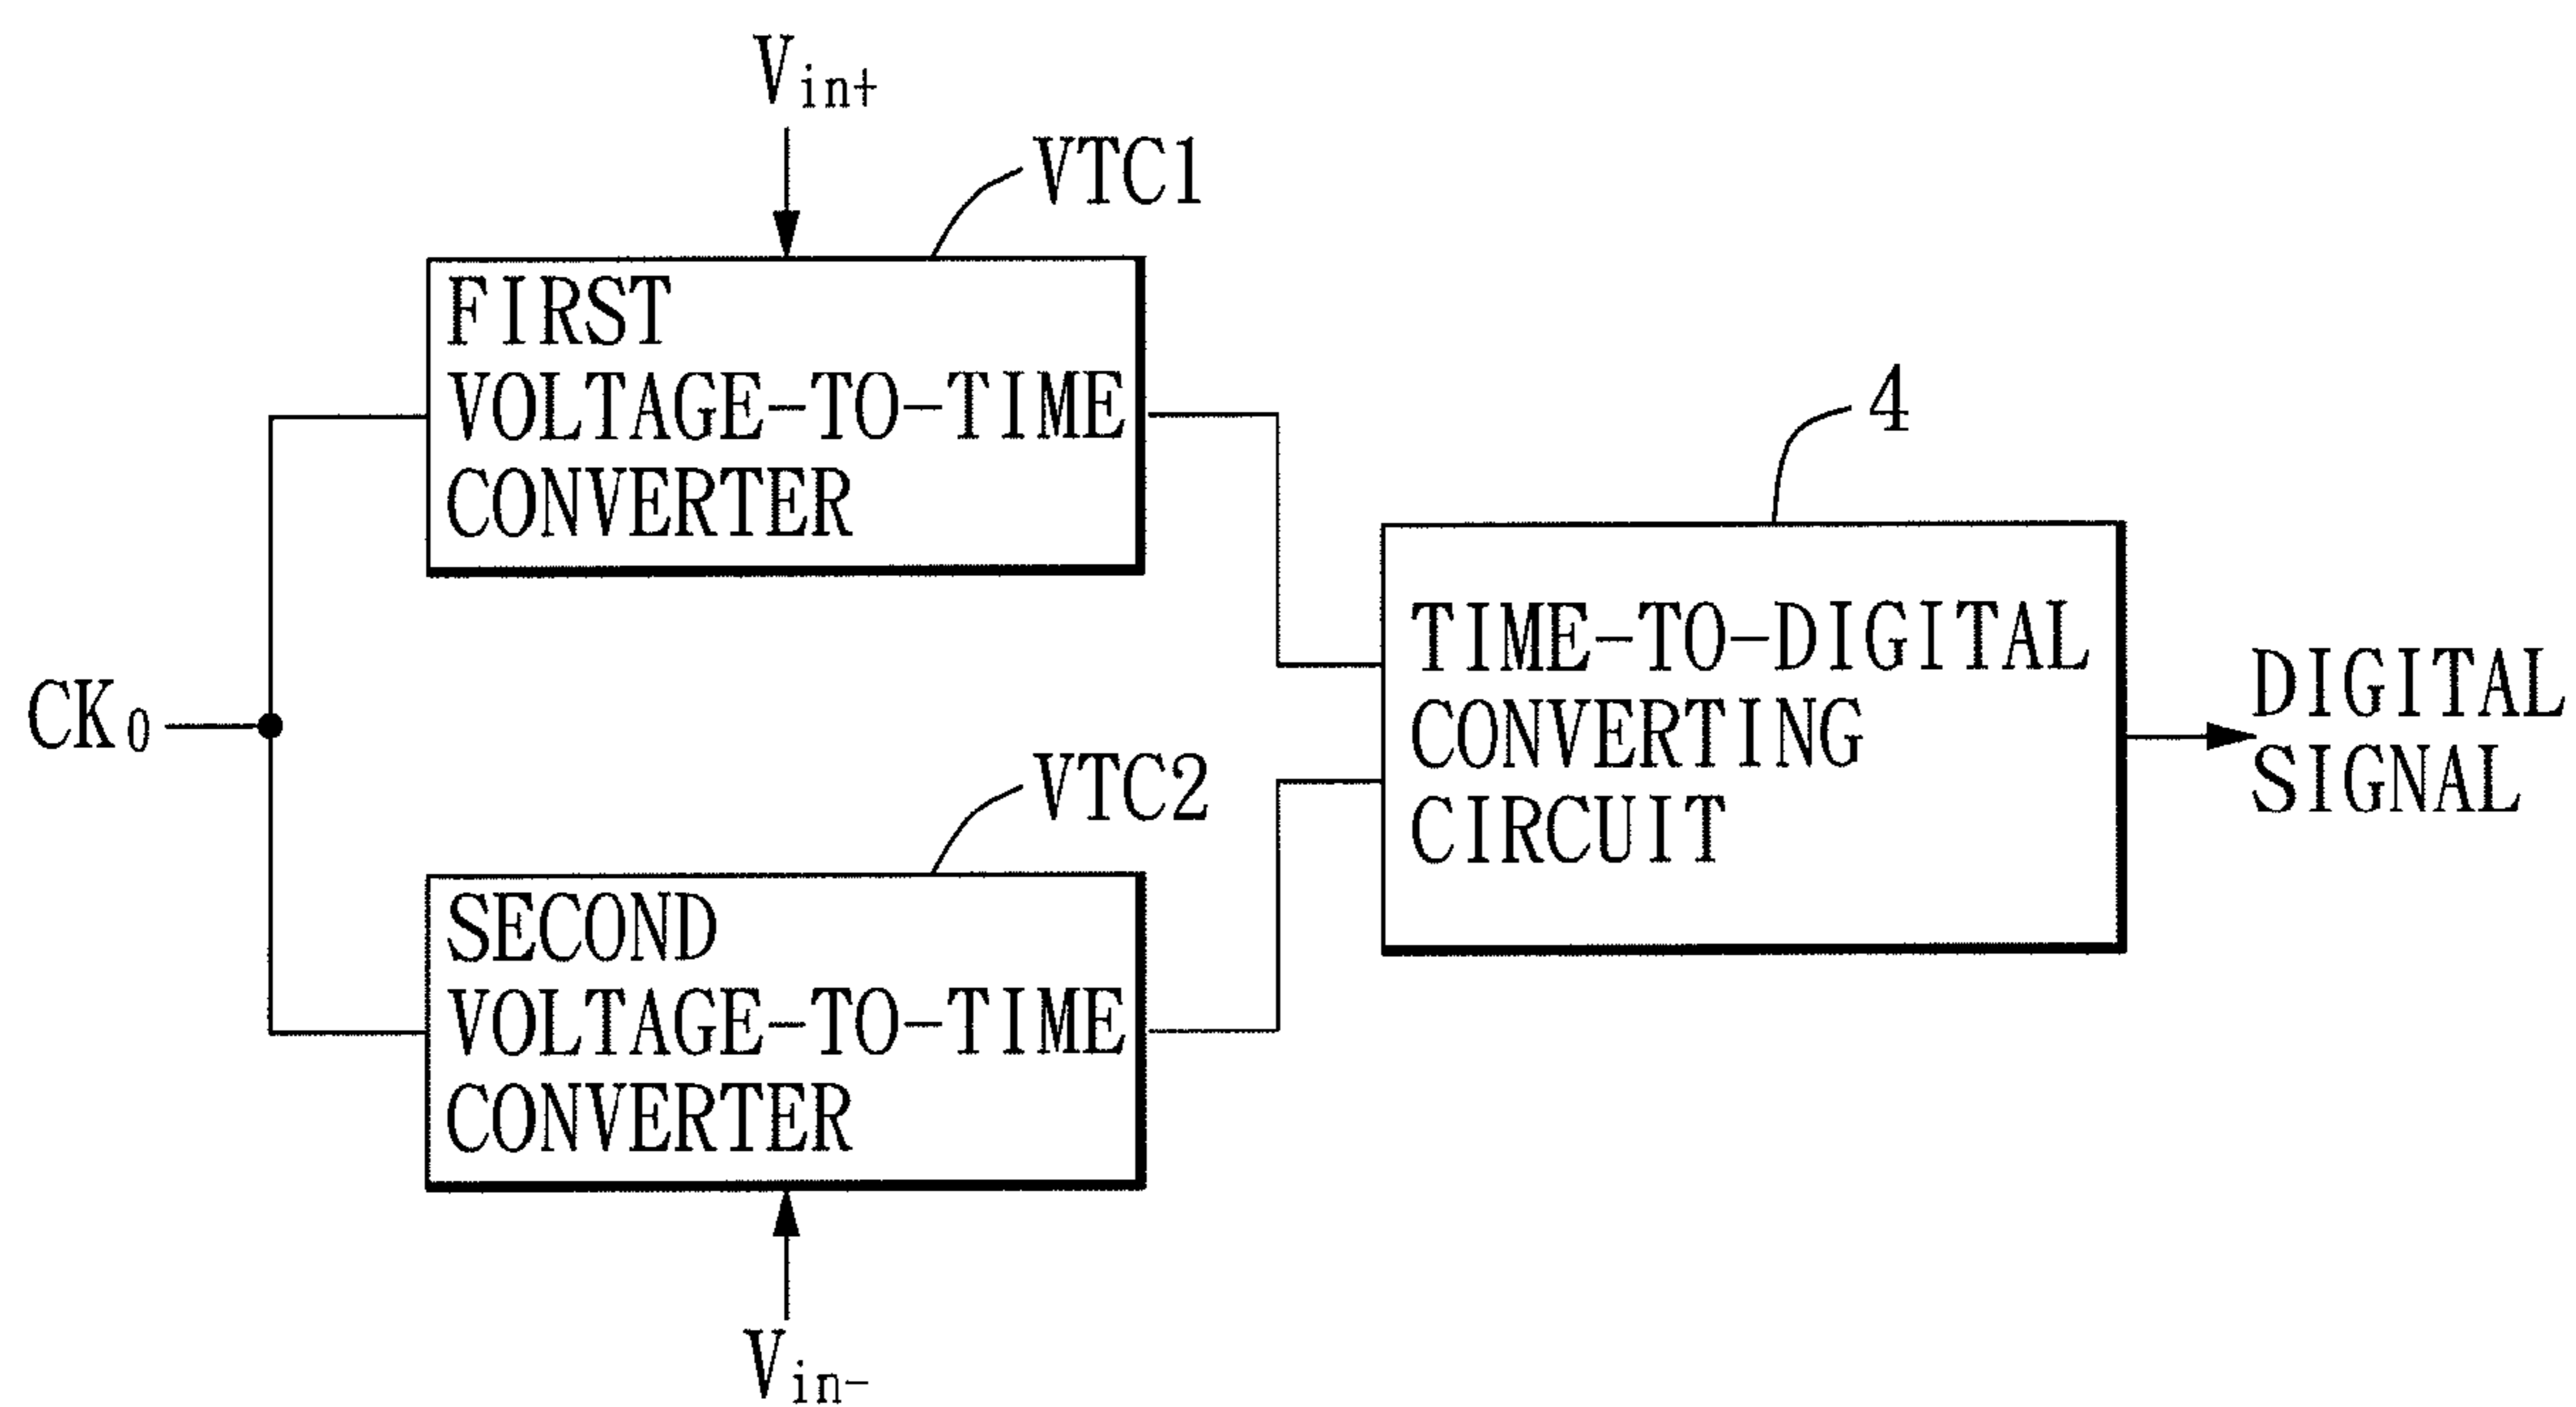 Vin+
VTC1
FIRST
VOLTAGE-TO-TIME
CONVERTER
4
TIME-TO-DIGITAL
CONVERTING
CIRCUIT
DIGITAL
SIGNAL
CK0
VTC2
SECOND
VOLTAGE-TO-TIME
CONVERTER
Vin-